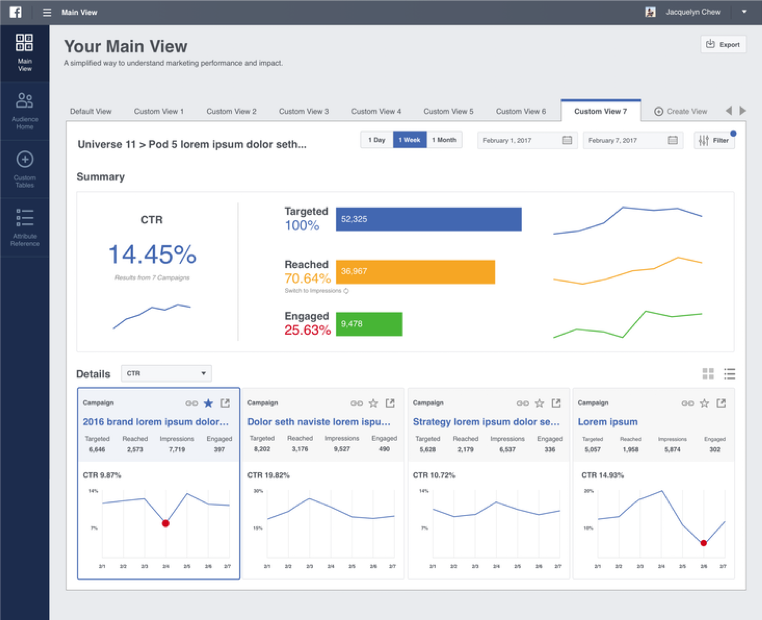 f Main View Jacquelyn Chew
Main
View
Audience
Home
Custom
Tables
Attribute
Reference
Your Main View
A simplified way to understand marketing performance and impact.
Export
Default View Custom View 1 Custom View 2 Custom View 3 Custom View 4 Custom View 5 Custom View 6 Custom View 7 Create View
Universe 11 > Pod 5 lorem ipsum dolor seth...
1 Day 1 Week 1 Month February 1, 2017 February 7, 2017 Filter
Summary
CTR
14.45%
Results from 7 Campaigns
Targeted
100%
52,325
Reached
70.64%
36,967
Switch to Impressions
Engaged
25.63%
9,478
Details CTR
Campaign
2016 brand lorem ipsum dolor...
Targeted Reached Impressions Engaged
6,646 2,573 7,719 397
CTR 9.87%
14%
7%
2/1 2/2 2/3 2/4 2/5 2/6 2/7
Campaign
Dolor seth naviste lorem ispu...
Targeted Reached Impressions Engaged
8,202 3,176 9,527 490
CTR 19.82%
30%
15%
2/1 2/2 2/3 2/4 2/5 2/6 2/7
Campaign
Strategy lorem ipsum dolor se...
Targeted Reached Impressions Engaged
5,628 2,179 6,537 336
CTR 10.72%
14%
7%
2/1 2/2 2/3 2/4 2/5 2/6 2/7
Campaign
Lorem ipsum
Targeted Reached Impressions Engaged
5,057 1,958 5,874 302
CTR 14.93%
20%
10%
2/1 2/2 2/3 2/4 2/5 2/6 2/7